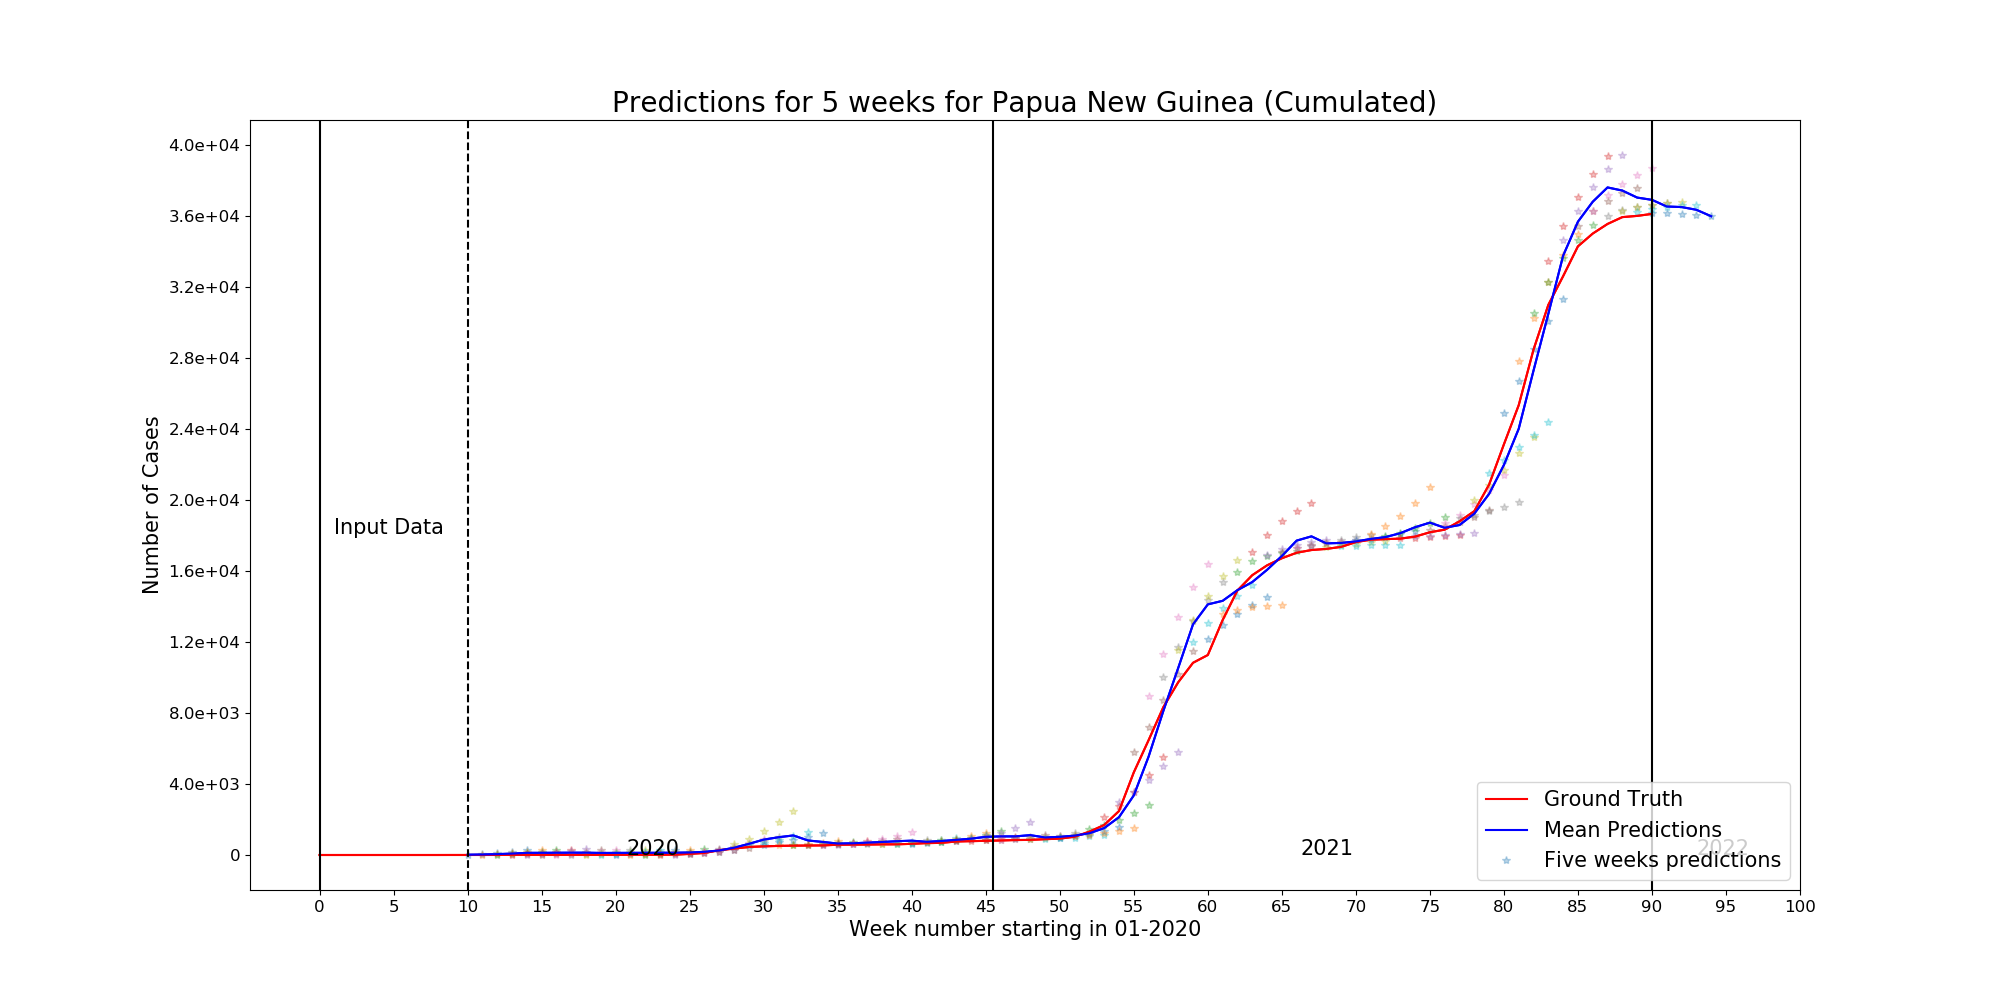 Predictions for 5 weeks for Papua New Guinea (Cumulated)
4.0e+04
3.6e+04
3.2e+04
2.8e+04
2.4e+04
2.0e+04
1.6e+04
1.2e+04
8.0e+03
4.0e+03
0
Number of Cases
Input Data
2020
2021
2022
Ground Truth
Mean Predictions
Five weeks predictions
0 5 10 15 20 25 30 35 40 45 50 55 60 65 70 75 80 85 90 95 100
Week number starting in 01-2020